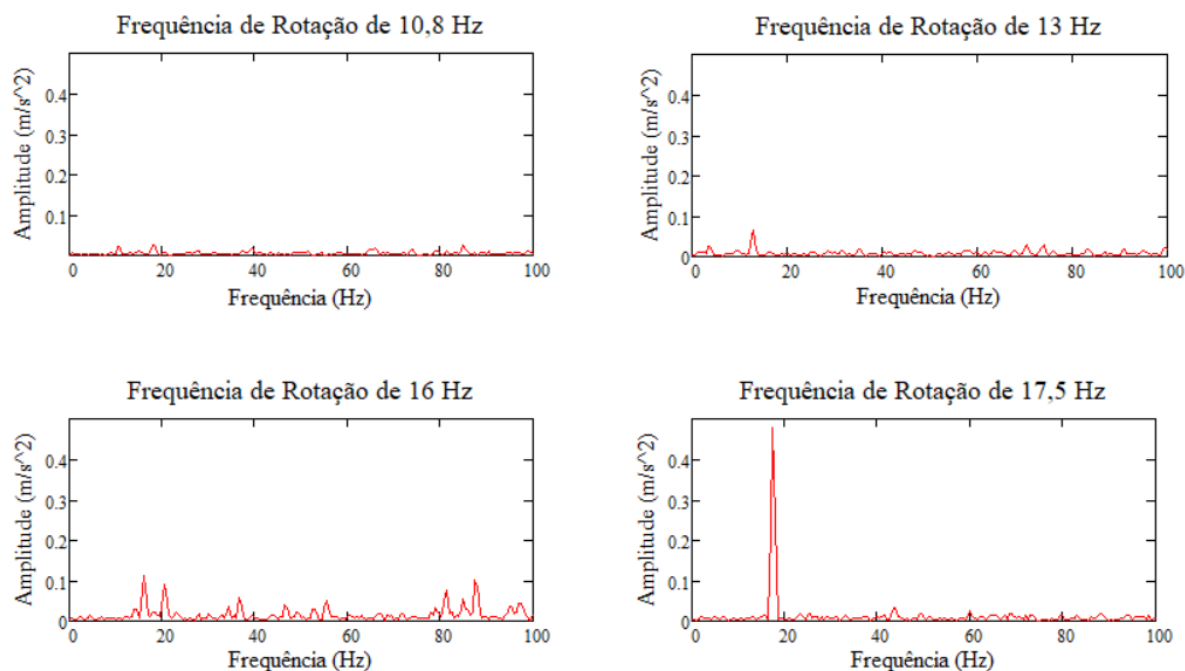 Frequência de Rotação de 10,8 Hz
Amplitude (m/s^2)
0.4
0.3
0.2
0.1
0 20 40 60 80 100
Frequência (Hz)
Frequência de Rotação de 13 Hz
Amplitude (m/s^2)
0.4
0.3
0.2
0.1
0
0 20 40 60 80 100
Frequência (Hz)
Frequência de Rotação de 16 Hz
Amplitude (m/s^2)
0.4
0.3
0.2
0.1
0
0 20 40 60 80 100
Frequência (Hz)
Frequência de Rotação de 17,5 Hz
Amplitude (m/s^2)
0.4
0.3
0.2
0.1
0
0 20 40 60 80 100
Frequência (Hz)